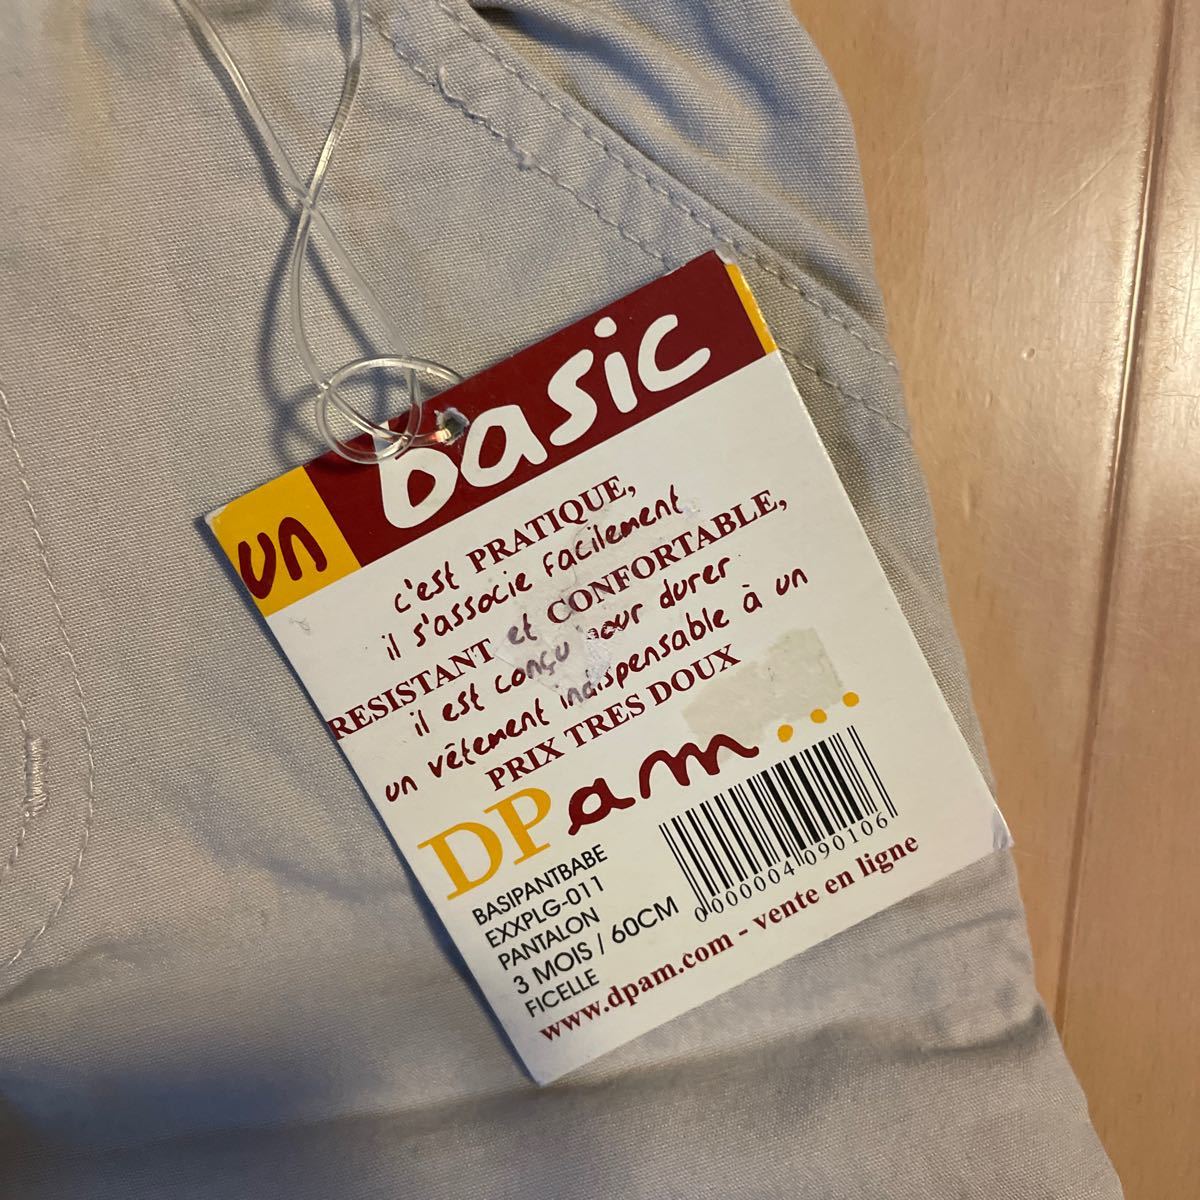 un basic
c'est PRATIQUE,
il s'associe facilement
RESISTANT et CONFORTABLE,
il est conçu pour durer
un vêtement indispensable à un
PRIX TRES DOUX
DPam...
BASIPANTBABE
EXXPLG-011
PANTALON
3 MOIS / 60CM
FICELLE
0000004090106
www.dpam.com - vente en ligne